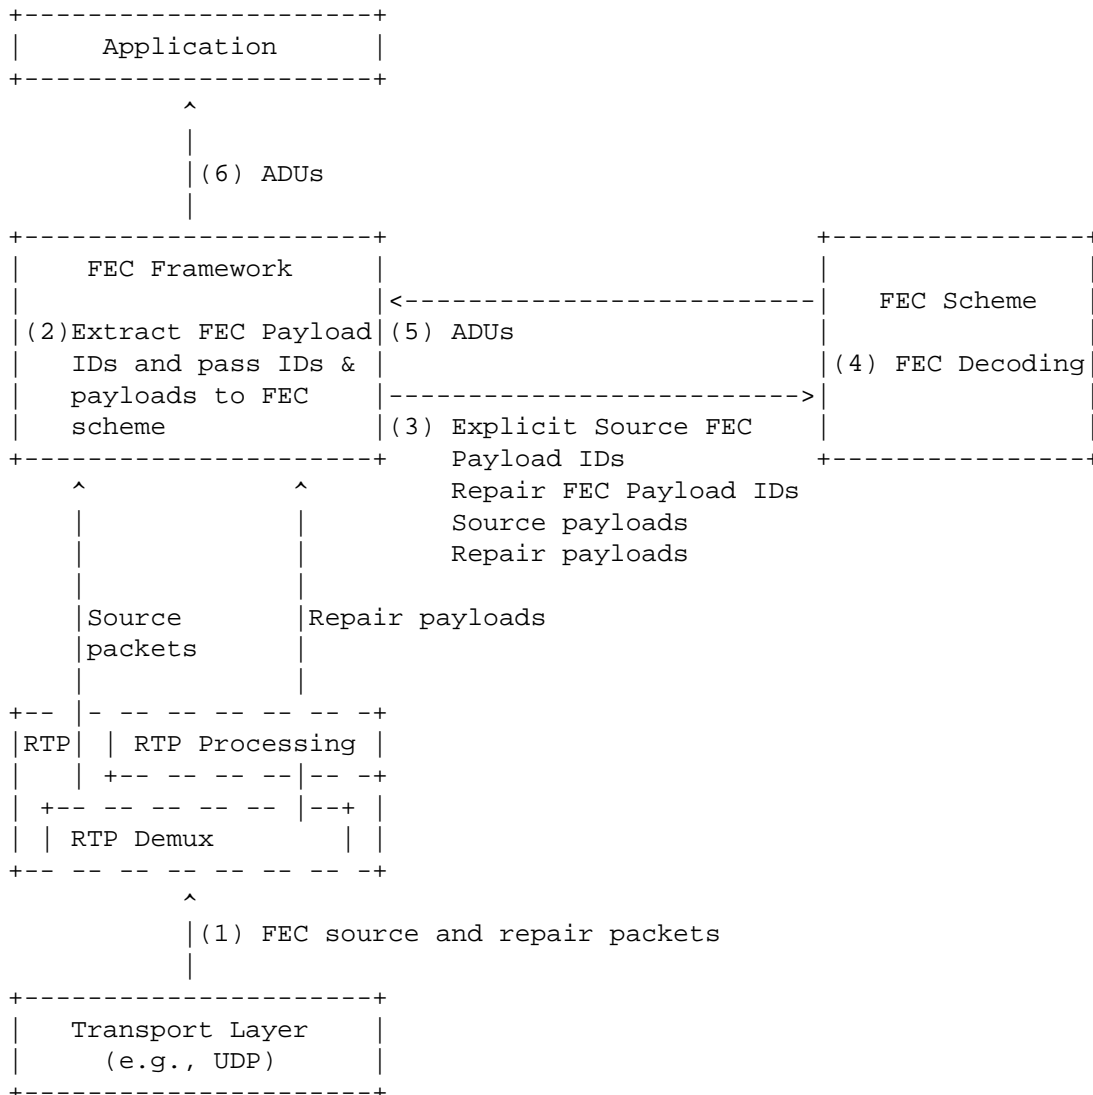 Application
(6) ADUs
FEC Framework
FEC Scheme
(2)Extract FEC Payload
(5) ADUs
IDs and pass IDs &
(4) FEC Decoding
payloads to FEC
scheme
(3) Explicit Source FEC
Payload IDs
Repair FEC Payload IDs
Source payloads
Repair payloads
Source
Repair payloads
packets
RTP
RTP Processing
RTP Demux
(1) FEC source and repair packets
Transport Layer
(e.g., UDP)